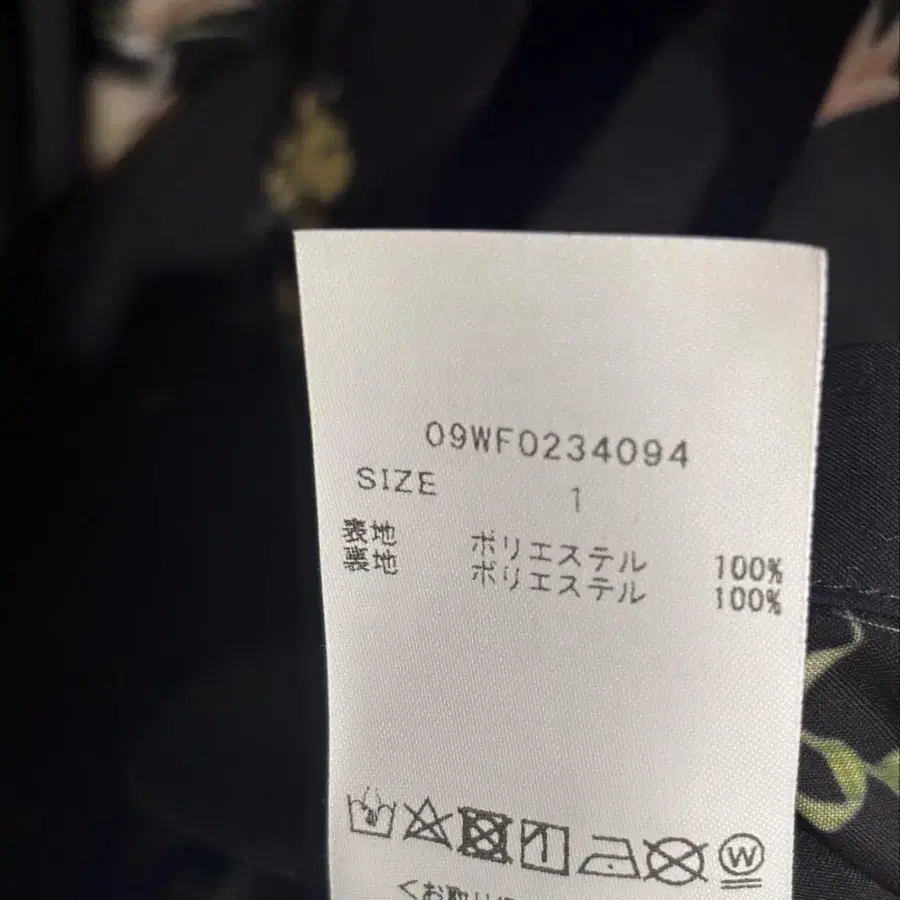 09WF0234094
SIZE 1
表地 ポリエステル 100%
裏地 ポリエステル 100%
W